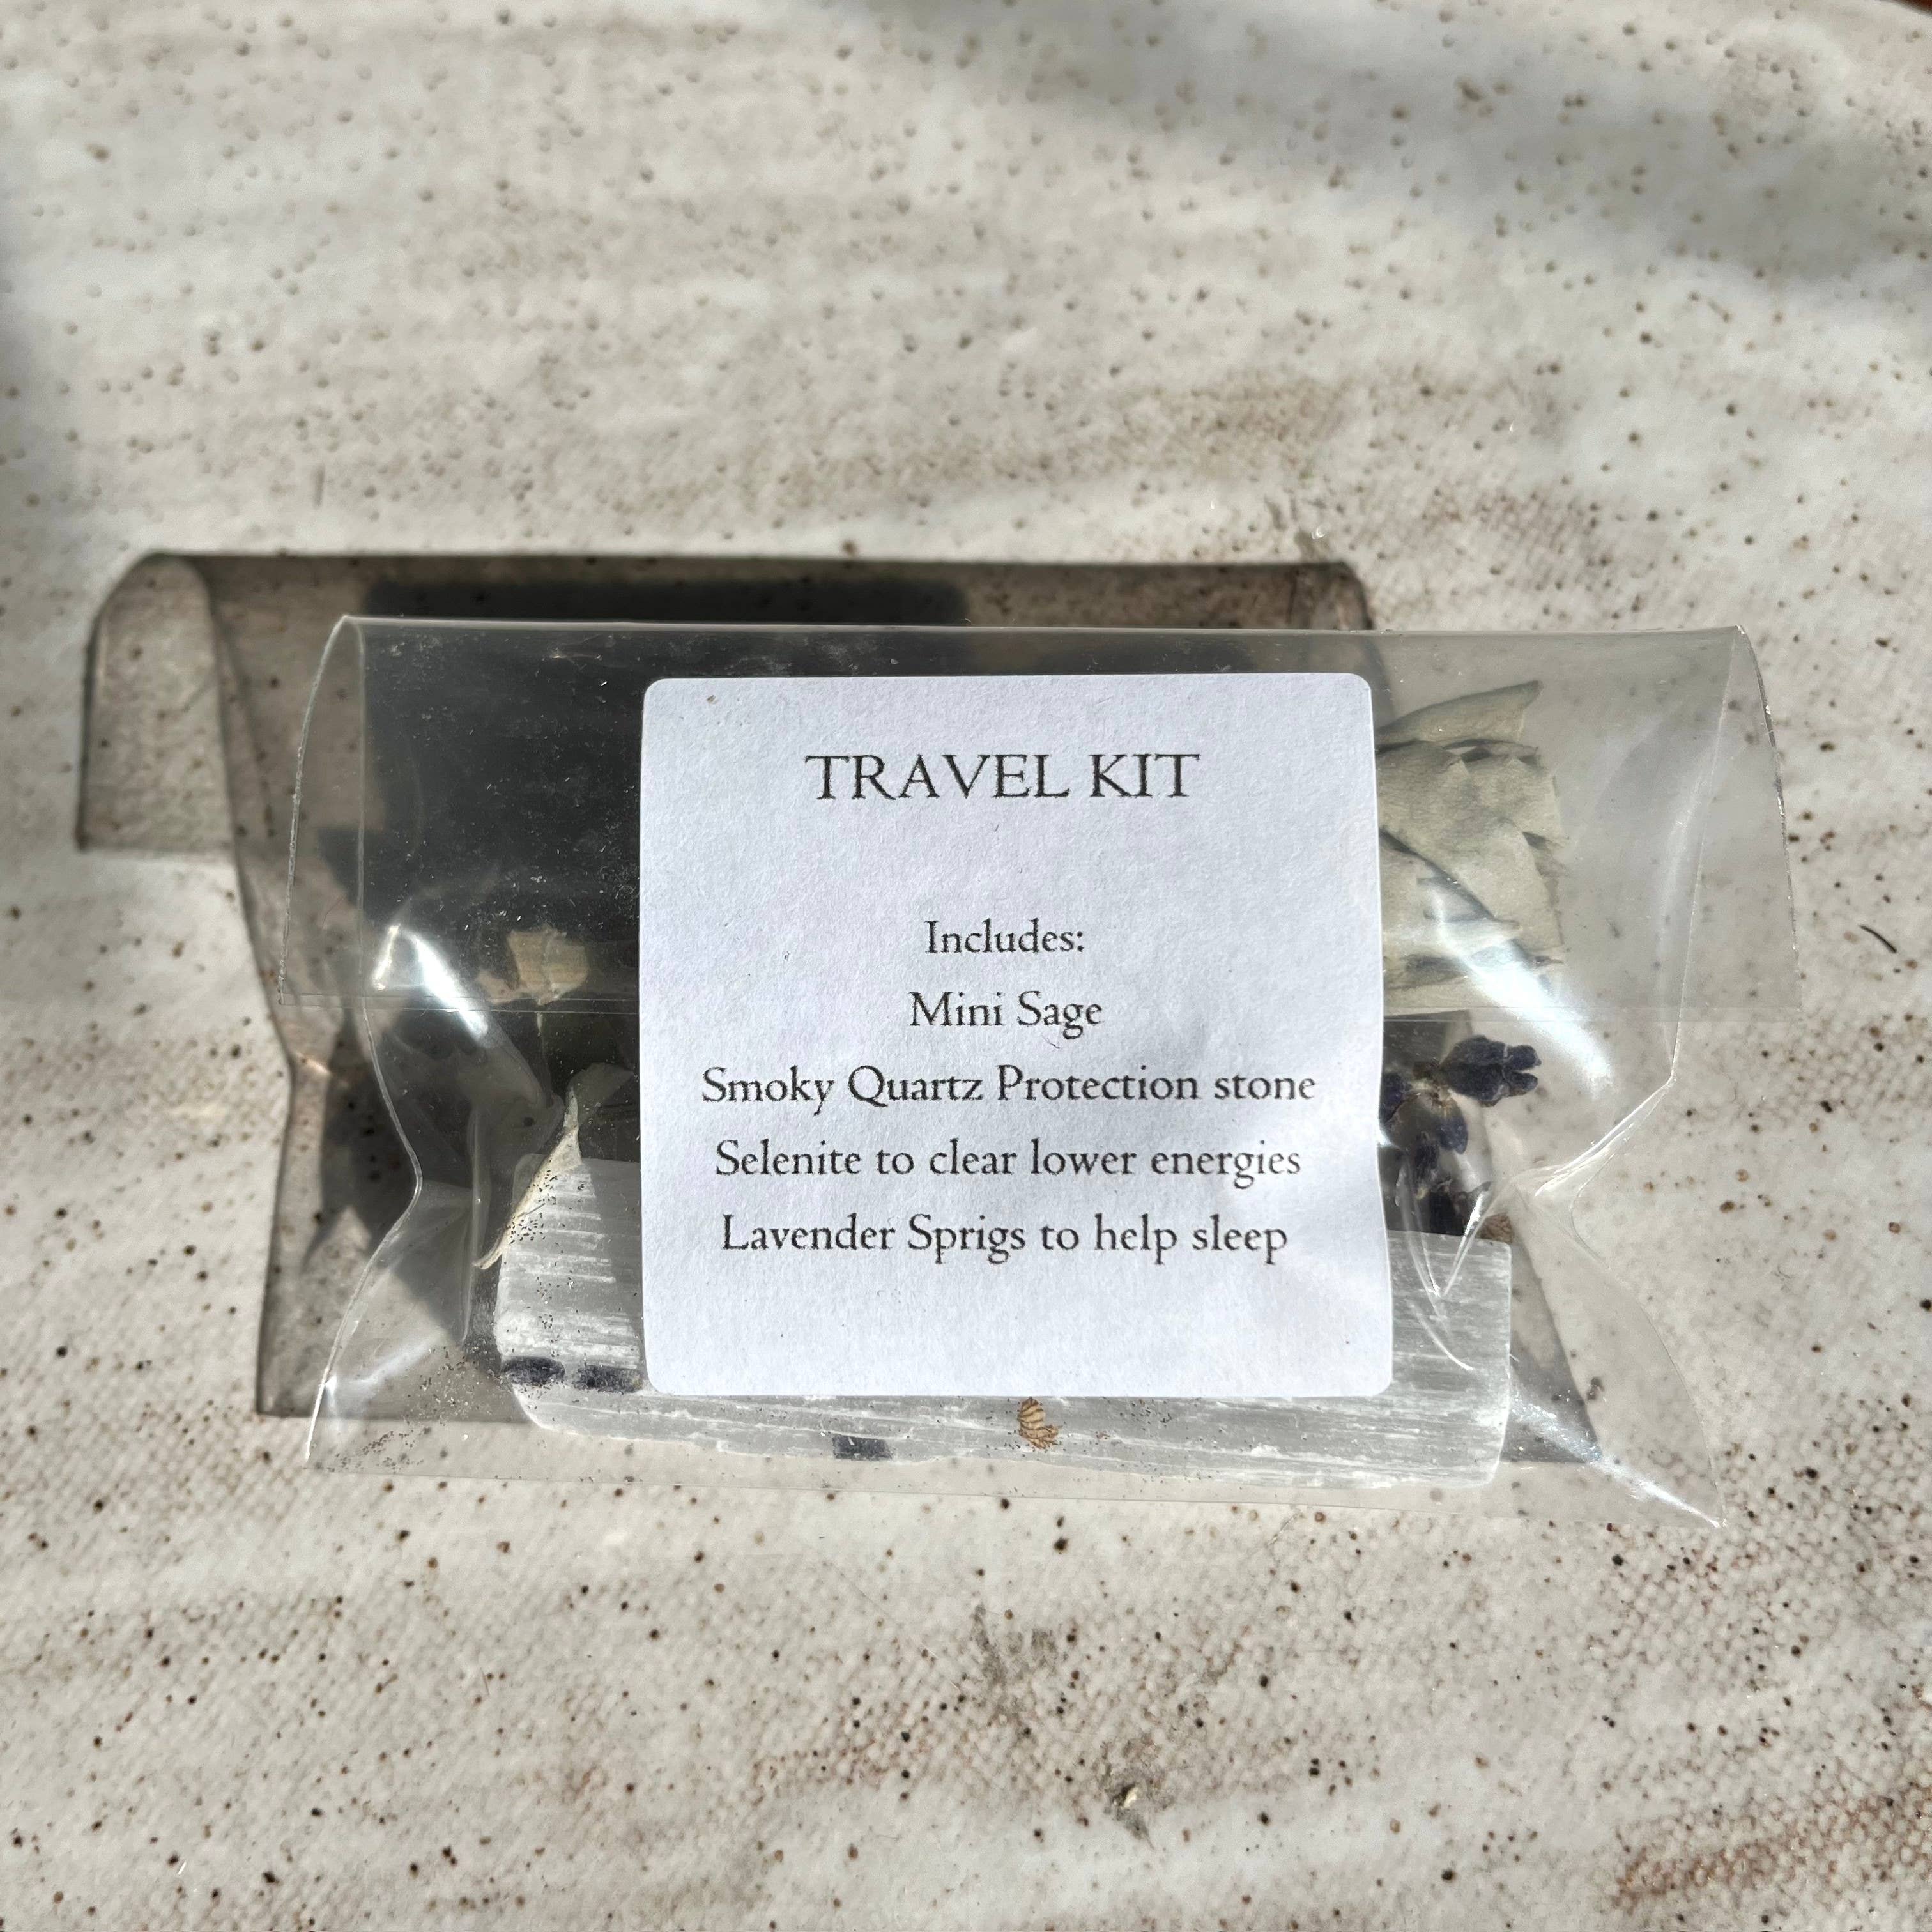 TRAVEL KIT
Includes:
Mini Sage
Smoky Quartz Protection stone
Selenite to clear lower energies
Lavender Sprigs to help sleep